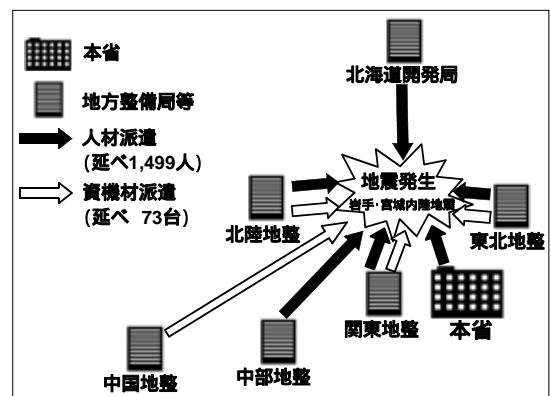 本省
地方整備局等
人材派遣
(延べ1,499人)
資機材派遣
(延べ 73台)
北海道開発局
地震発生
岩手・宮城内陸地震
北陸地整
東北地整
関東地整
本省
中部地整
中国地整